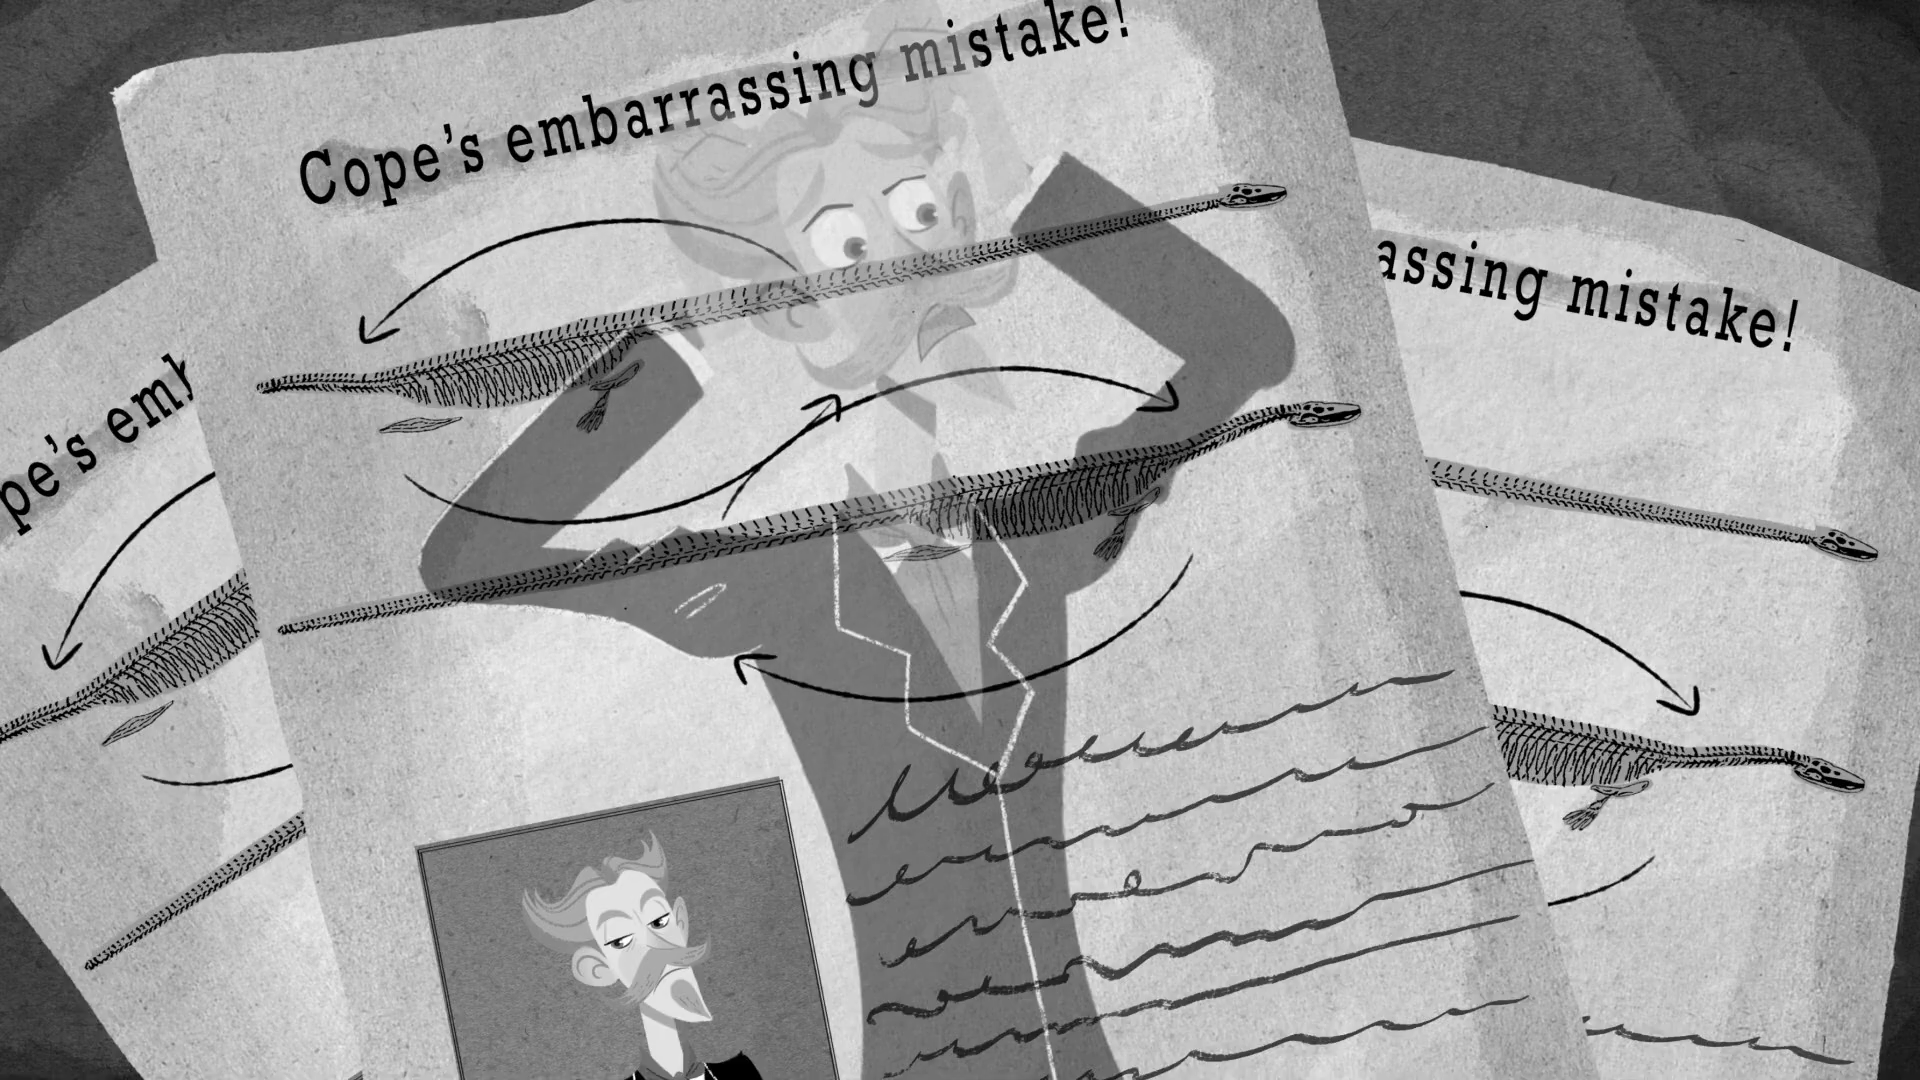 Cope's embarrassing mistake!
assing mistake!
pe's emb